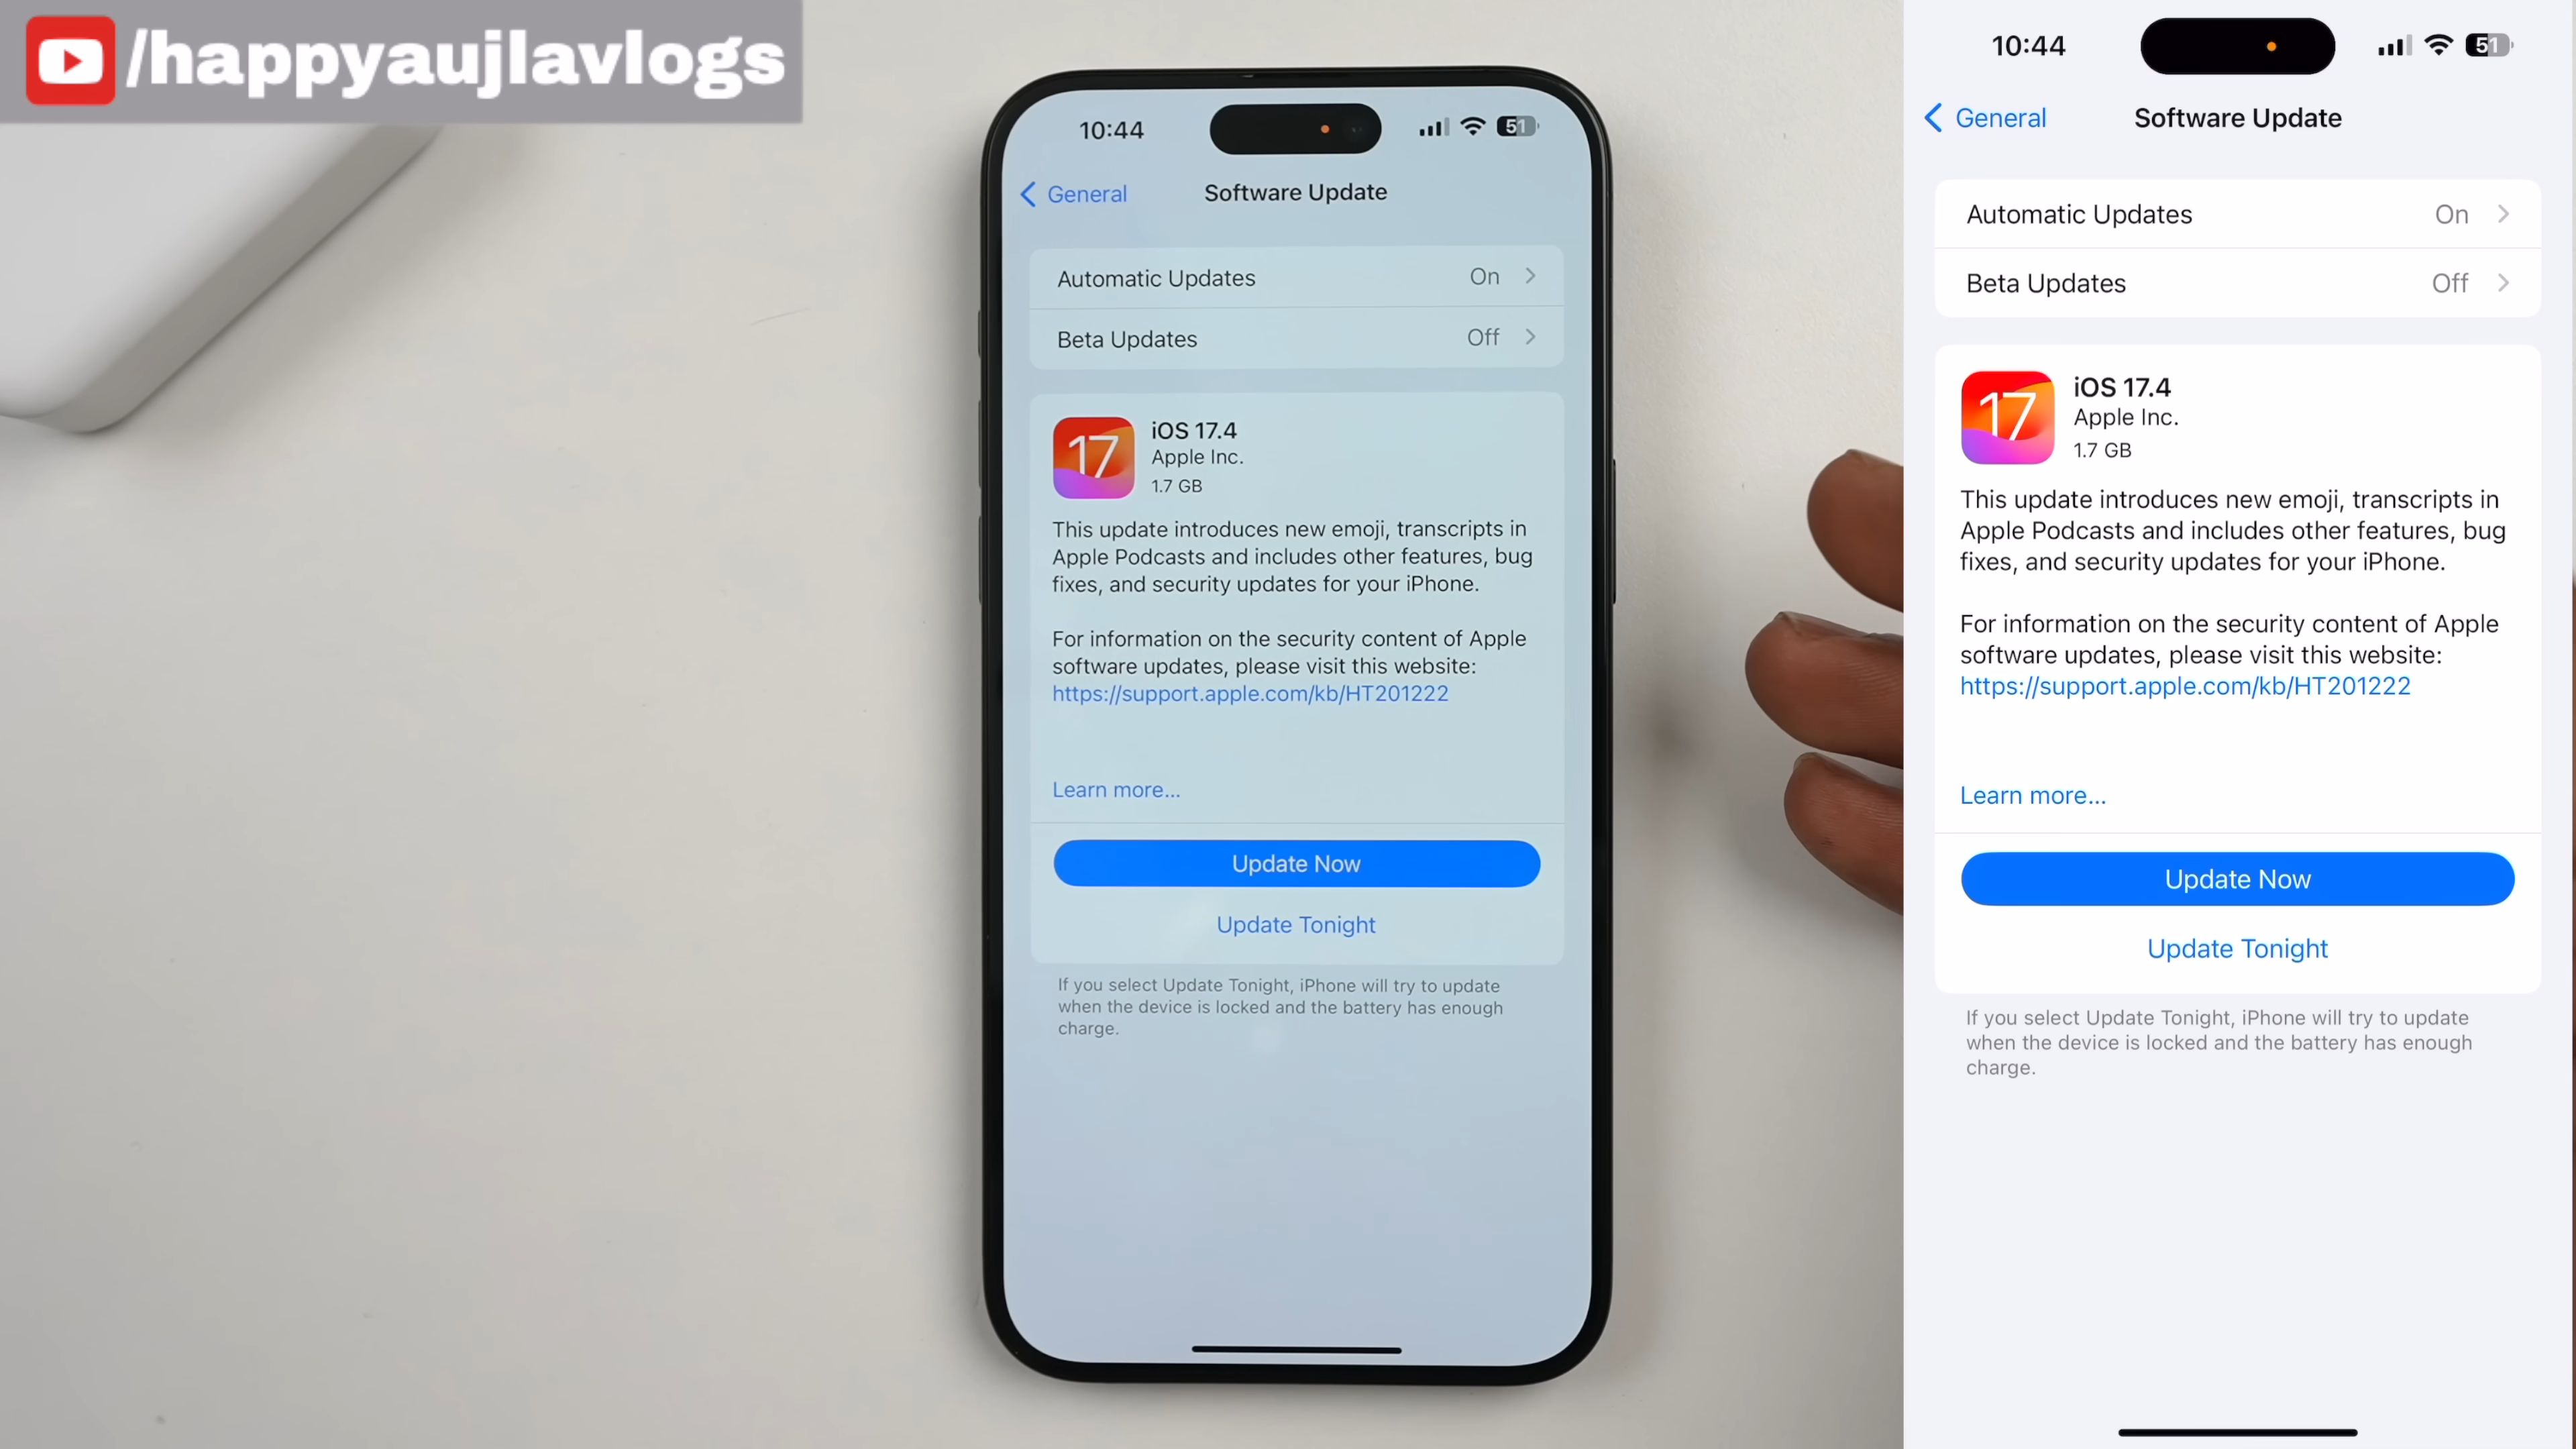 /happyaujlavlogs
10:44
51
General
Software Update
Automatic Updates On
Beta Updates Off
17
iOS 17.4
Apple Inc.
1.7 GB
This update introduces new emoji, transcripts in
Apple Podcasts and includes other features, bug
fixes, and security updates for your iPhone.
For information on the security content of Apple
software updates, please visit this website:
https://support.apple.com/kb/HT201222
Learn more...
Update Now
Update Tonight
If you select Update Tonight, iPhone will try to update
when the device is locked and the battery has enough
charge.
10:44
51
General
Software Update
Automatic Updates On
Beta Updates Off
17
iOS 17.4
Apple Inc.
1.7 GB
This update introduces new emoji, transcripts in
Apple Podcasts and includes other features, bug
fixes, and security updates for your iPhone.
For information on the security content of Apple
software updates, please visit this website:
https://support.apple.com/kb/HT201222
Learn more...
Update Now
Update Tonight
If you select Update Tonight, iPhone will try to update
when the device is locked and the battery has enough
charge.